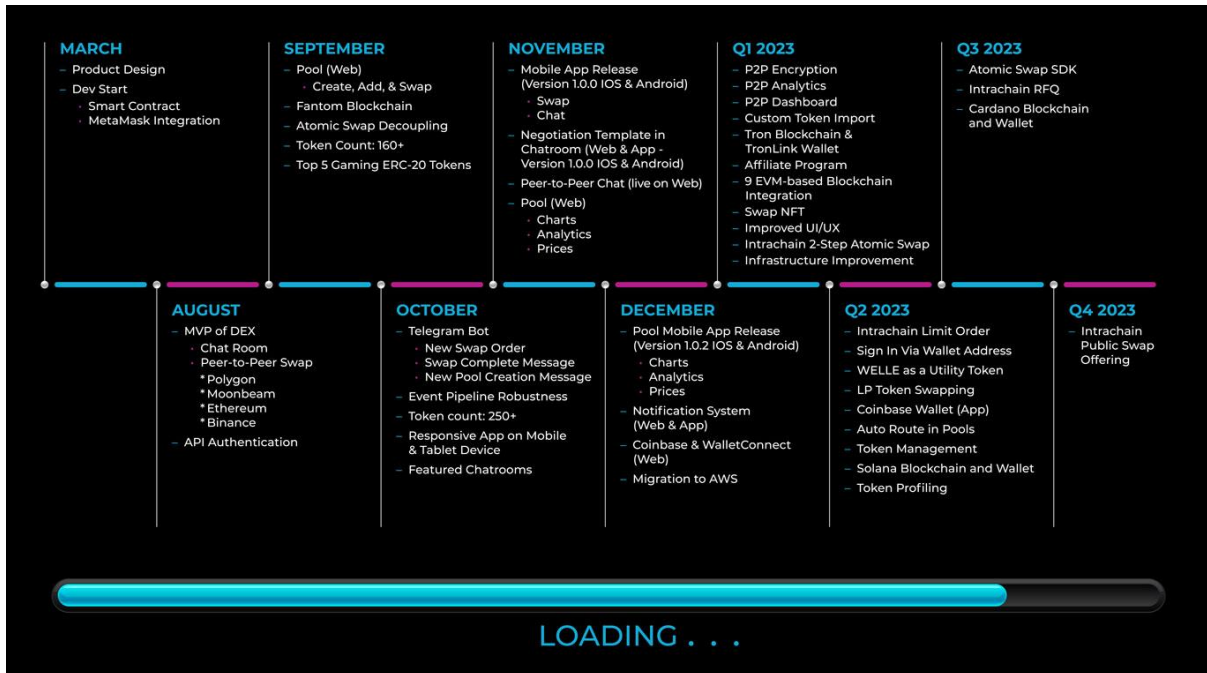 MARCH
– Product Design
– Dev Start
• Smart Contract
• MetaMask Integration
SEPTEMBER
– Pool (Web)
• Create, Add, & Swap
– Fantom Blockchain
– Atomic Swap Decoupling
– Token Count: 160+
– Top 5 Gaming ERC-20 Tokens
NOVEMBER
– Mobile App Release
(Version 1.0.0 IOS & Android)
• Swap
• Chat
– Negotiation Template in
Chatroom (Web & App -
Version 1.0.0 IOS & Android)
– Peer-to-Peer Chat (live on Web)
– Pool (Web)
• Charts
• Analytics
• Prices
Q1 2023
– P2P Encryption
– P2P Analytics
– P2P Dashboard
– Custom Token Import
– Tron Blockchain &
TronLink Wallet
– Affiliate Program
– 9 EVM-based Blockchain
Integration
– Swap NFT
– Improved UI/UX
– Intrachain 2-Step Atomic Swap
– Infrastructure Improvement
Q3 2023
– Atomic Swap SDK
– Intrachain RFQ
– Cardano Blockchain
and Wallet
AUGUST
– MVP of DEX
• Chat Room
• Peer-to-Peer Swap
* Polygon
* Moonbeam
* Ethereum
* Binance
– API Authentication
OCTOBER
– Telegram Bot
• New Swap Order
• Swap Complete Message
• New Pool Creation Message
– Event Pipeline Robustness
– Token count: 250+
– Responsive App on Mobile
& Tablet Device
– Featured Chatrooms
DECEMBER
– Pool Mobile App Release
(Version 1.0.2 IOS & Android)
• Charts
• Analytics
• Prices
– Notification System
(Web & App)
– Coinbase & WalletConnect
(Web)
– Migration to AWS
Q2 2023
– Intrachain Limit Order
– Sign In Via Wallet Address
– WELLE as a Utility Token
– LP Token Swapping
– Coinbase Wallet (App)
– Auto Route in Pools
– Token Management
– Solana Blockchain and Wallet
– Token Profiling
Q4 2023
– Intrachain
Public Swap
Offering
LOADING . . .